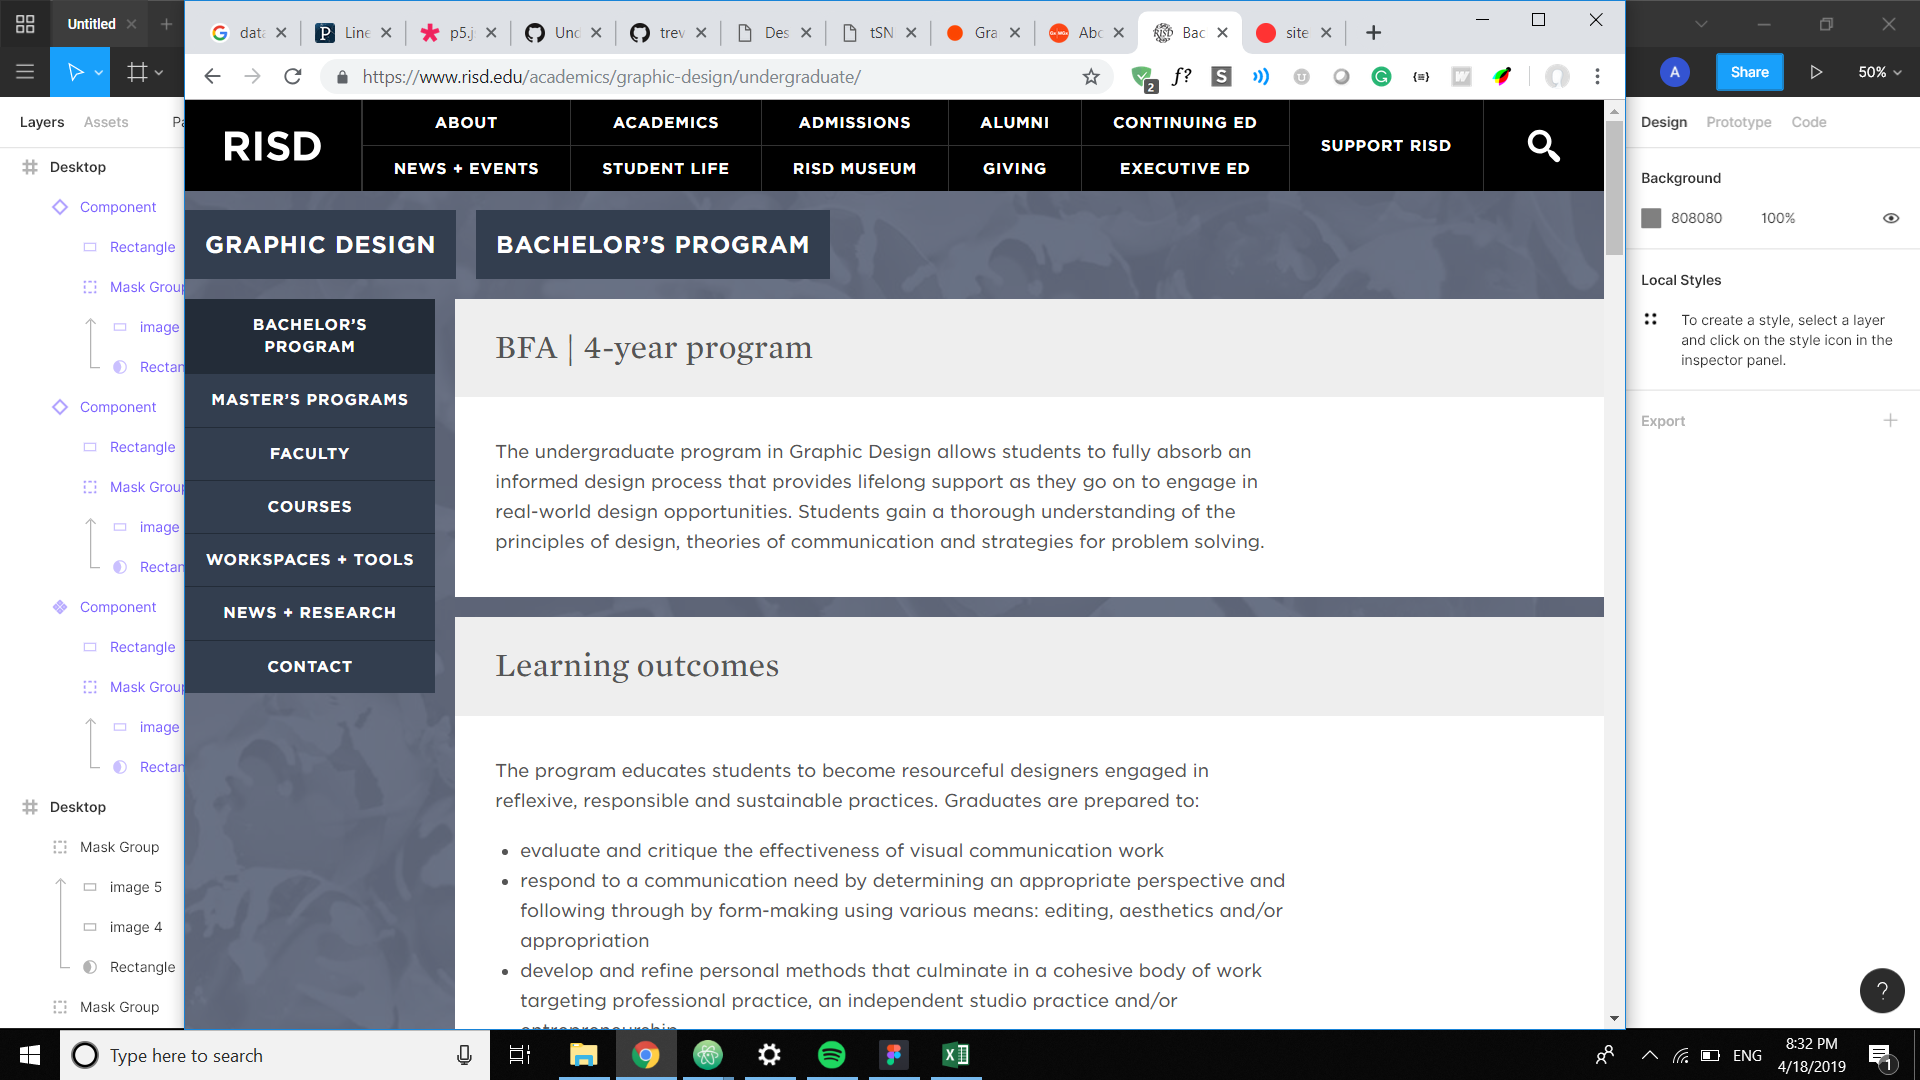 Untitled
data
Line
p5.j
Und
trev
Des
tSN
Gra
Abo
Bac
site
https://www.risd.edu/academics/graphic-design/undergraduate/
2
f?
S
A
Share
50%
Layers
Assets
Design
Prototype
Code
RISD
ABOUT
ACADEMICS
ADMISSIONS
ALUMNI
CONTINUING ED
SUPPORT RISD
NEWS + EVENTS
STUDENT LIFE
RISD MUSEUM
GIVING
EXECUTIVE ED
GRAPHIC DESIGN
BACHELOR’S PROGRAM
BACHELOR’S
PROGRAM
MASTER’S PROGRAMS
FACULTY
COURSES
WORKSPACES + TOOLS
NEWS + RESEARCH
CONTACT
BFA | 4-year program
The undergraduate program in Graphic Design allows students to fully absorb an
informed design process that provides lifelong support as they go on to engage in
real-world design opportunities. Students gain a thorough understanding of the
principles of design, theories of communication and strategies for problem solving.
Learning outcomes
The program educates students to become resourceful designers engaged in
reflexive, responsible and sustainable practices. Graduates are prepared to:
• evaluate and critique the effectiveness of visual communication work
• respond to a communication need by determining an appropriate perspective and
following through by form-making using various means: editing, aesthetics and/or
appropriation
• develop and refine personal methods that culminate in a cohesive body of work
targeting professional practice, an independent studio practice and/or
entrepreneurship
Desktop
Component
Rectangle
Mask Group
image
Rectan
Component
Rectangle
Mask Group
image
Rectan
Component
Rectangle
Mask Group
image
Rectan
Desktop
Mask Group
image 5
image 4
Rectangle
Mask Group
Background
808080
100%
Local Styles
To create a style, select a layer
and click on the style icon in the
inspector panel.
Export
?
Type here to search
ENG
8:32 PM
4/18/2019
1